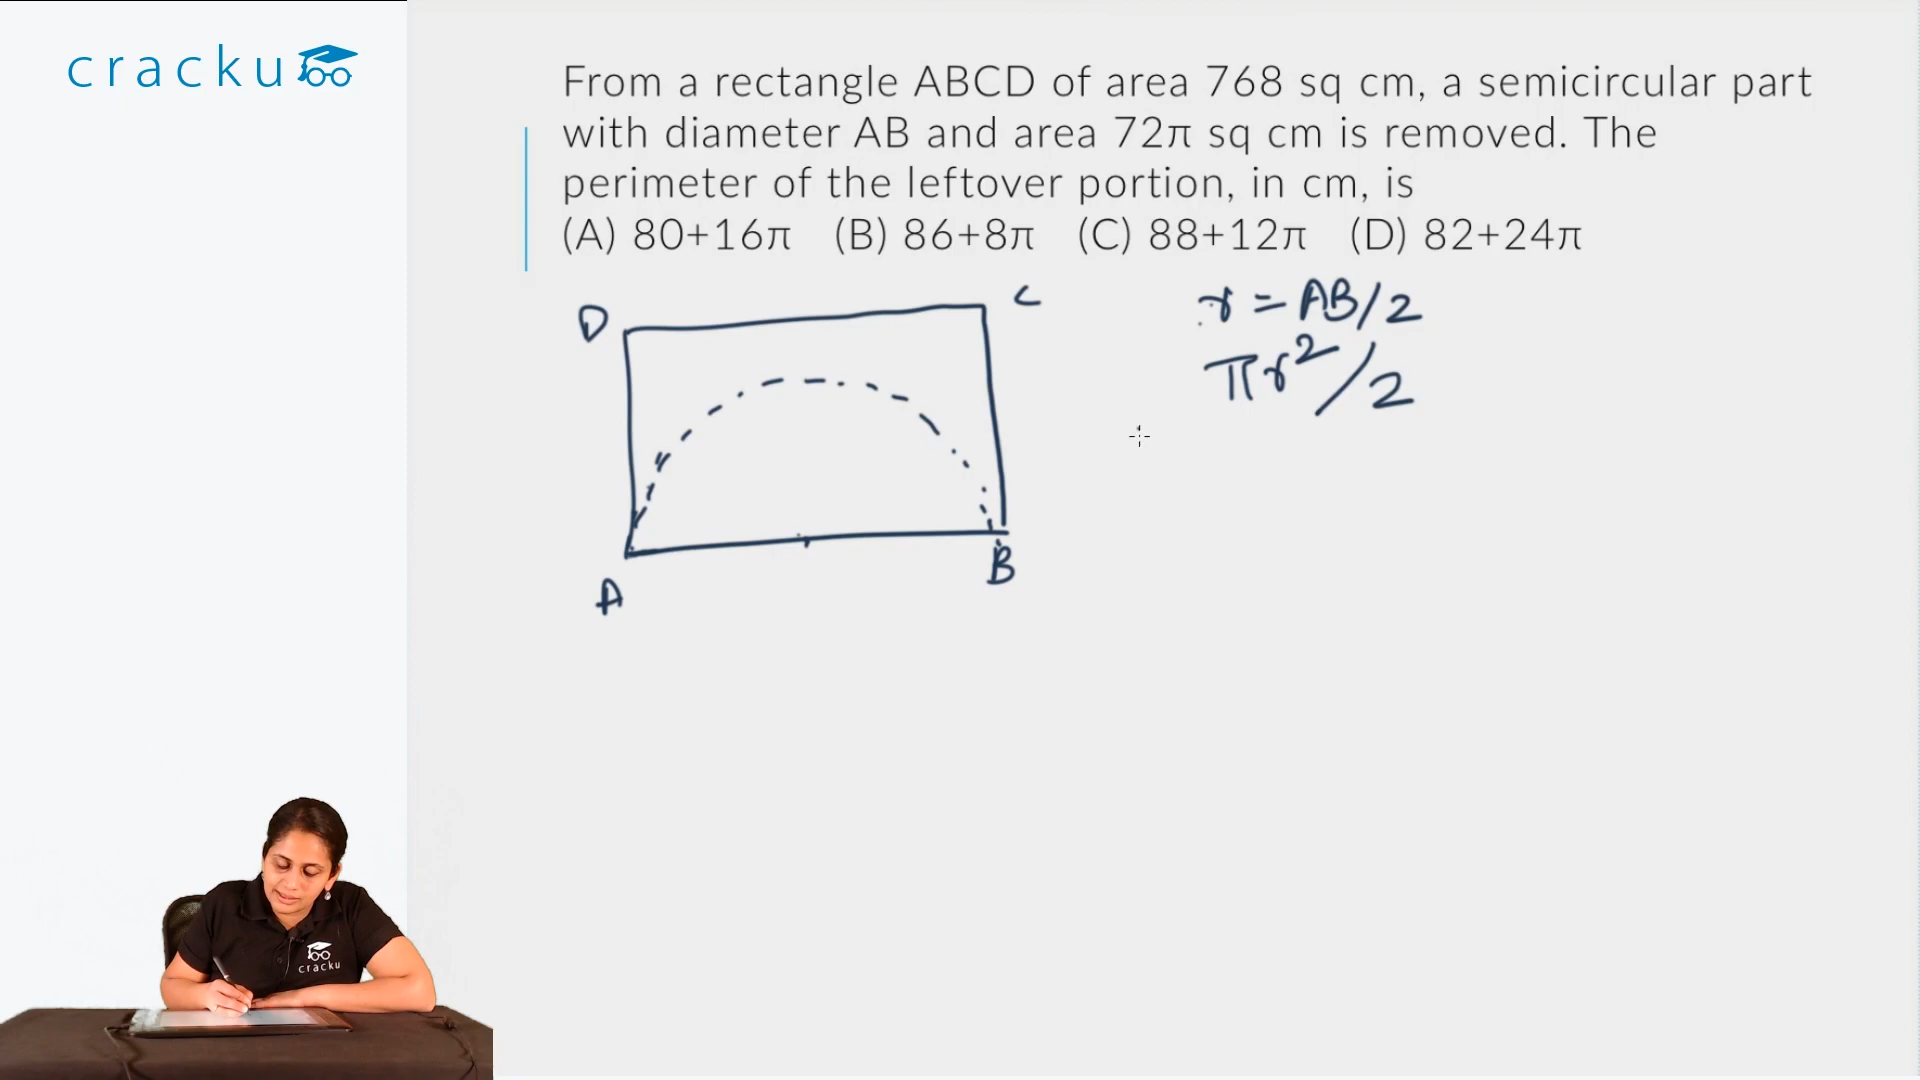 cracku
From a rectangle ABCD of area 768 sq cm, a semicircular part
with diameter AB and area 72π sq cm is removed. The
perimeter of the leftover portion, in cm, is
(A) 80+16π (B) 86+8π (C) 88+12π (D) 82+24π
D
C
r = AB/2
πr²/2
A
B
cracku